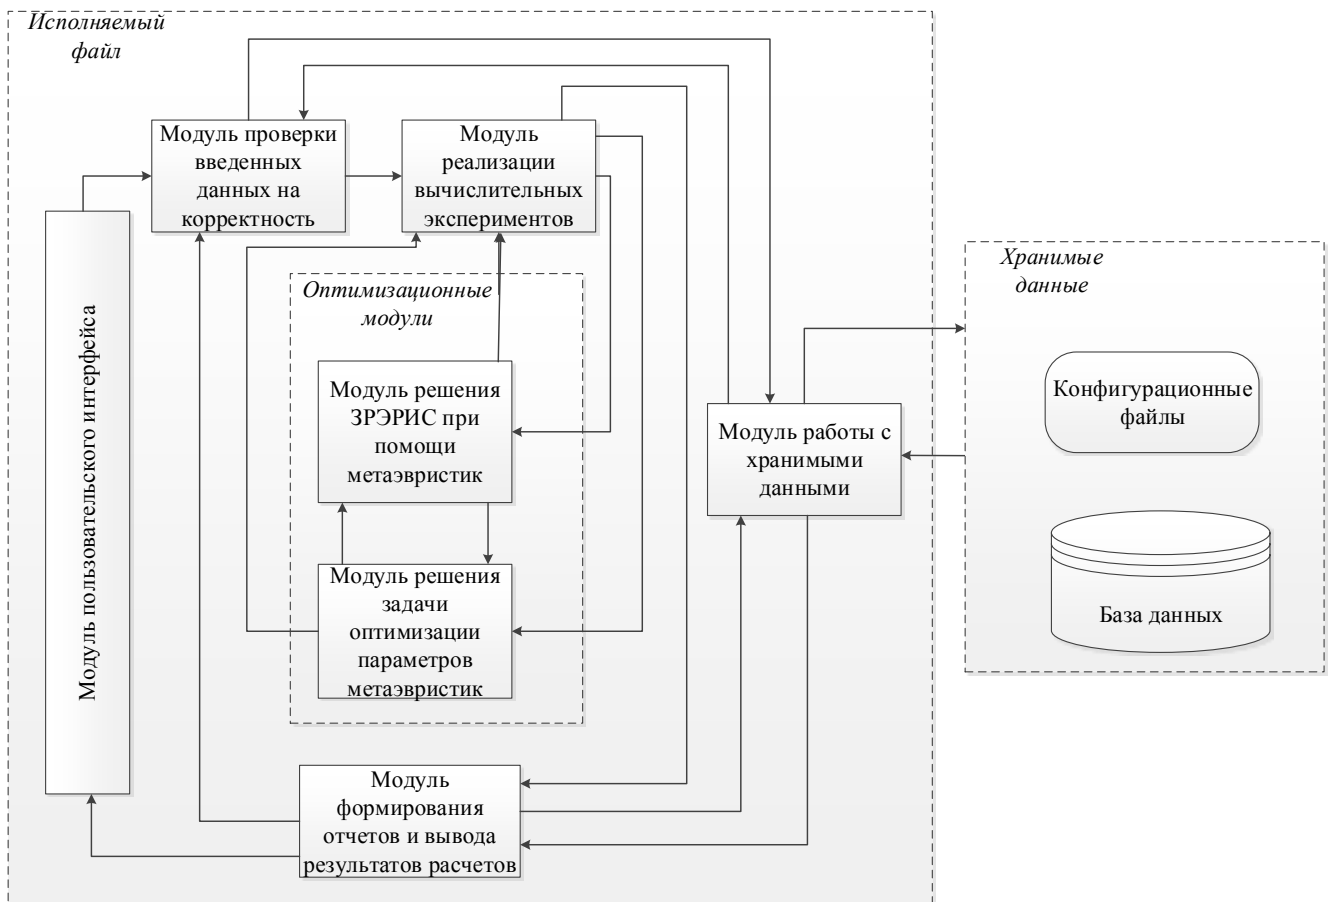 Исполняемый
файл
Модуль проверки
введенных
данных на
корректность
Модуль
реализации
вычислительных
экспериментов
Модуль пользовательского интерфейса
Оптимизационные
модули
Модуль решения
ЗРЭРИС при
помощи
метаэвристик
Модуль решения
задачи
оптимизации
параметров
метаэвристик
Модуль работы с
хранимыми
данными
Хранимые
данные
Конфигурационные
файлы
База данных
Модуль
формирования
отчетов и вывода
результатов расчетов